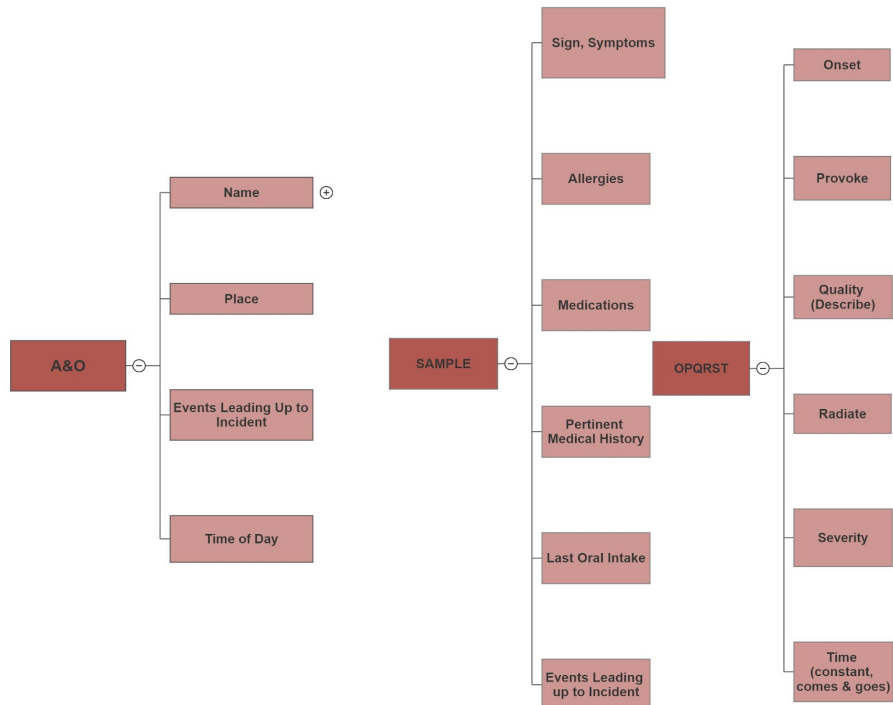 A&O
Name
Place
Events Leading Up to
Incident
Time of Day
SAMPLE
Sign, Symptoms
Allergies
Medications
Pertinent
Medical History
Last Oral Intake
Events Leading
up to Incident
OPQRST
Onset
Provoke
Quality
(Describe)
Radiate
Severity
Time
(constant,
comes & goes)